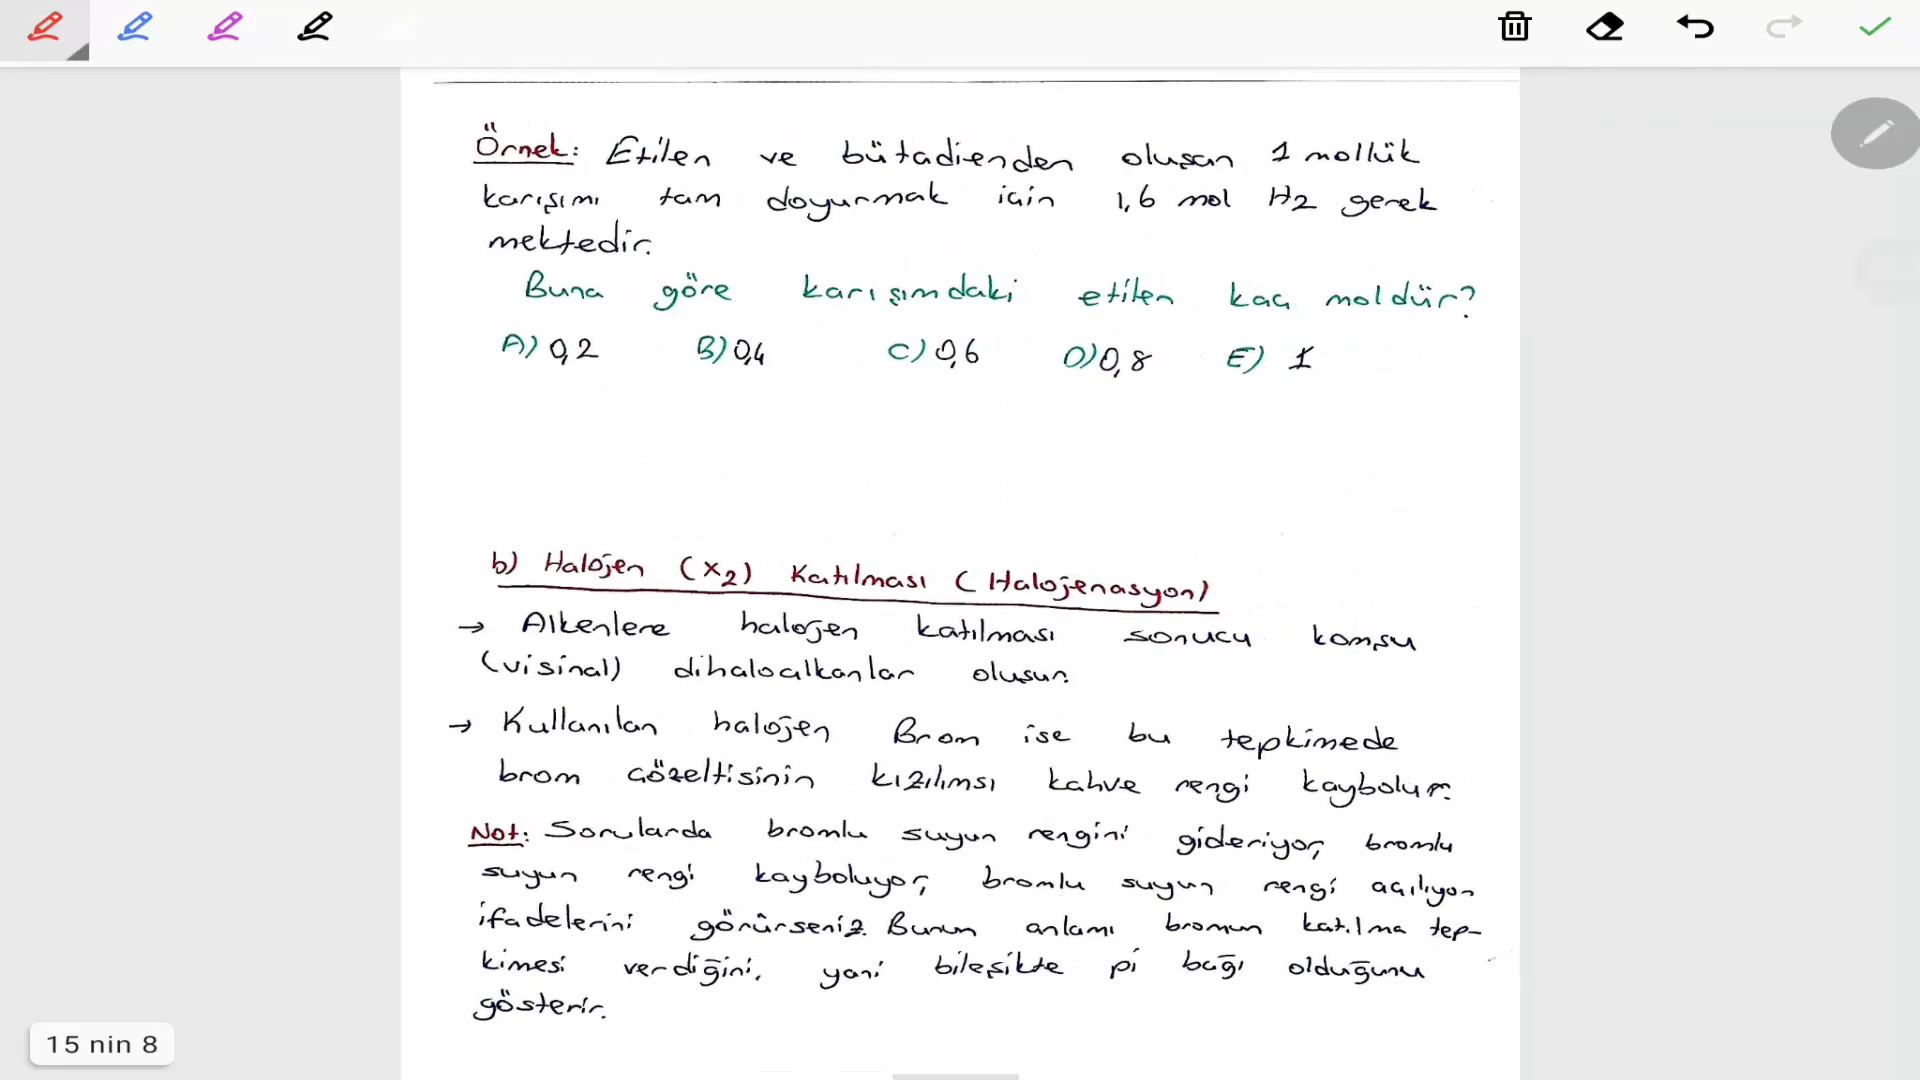 Örnek: Etilen ve bütadienden oluşan 1 mollük
karışımı tam doyurmak için 1,6 mol H2 gerek
mektedir.
Buna göre karışımdaki etilen kaç moldür?
A) 0,2 B) 0,4 C) 0,6 D) 0,8 E) 1
b) Halojen (X2) Katılması (Halojenasyon)
→ Alkenlere halojen katılması sonucu komşu
(visinal) dihaloalkanlar oluşur.
→ Kullanılan halojen Brom ise bu tepkimede
brom çözeltisinin kızılımsı kahve rengi kaybolur.
Not: Sorularda bromlu suyun rengini gideriyor, bromlu
suyun rengi kayboluyor, bromlu suyun rengi açılıyor
ifadelerini görürseniz. Bunun anlamı bromun katılma tep-
kimesi verdiğini, yani bileşikte pi bağı olduğunu
gösterir.
15 nin 8